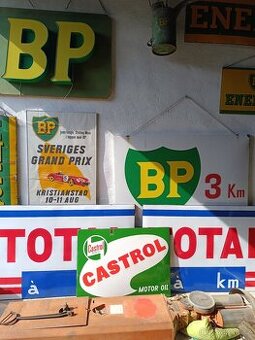 BP
ENE
BP
SVERIGES
GRAND PRIX
KRISTIANSTAD
10-11 AUG
BP
3 Km
ENE
TOT
Castrol
CASTROL
MOTOR OIL
TOTA
à
à km